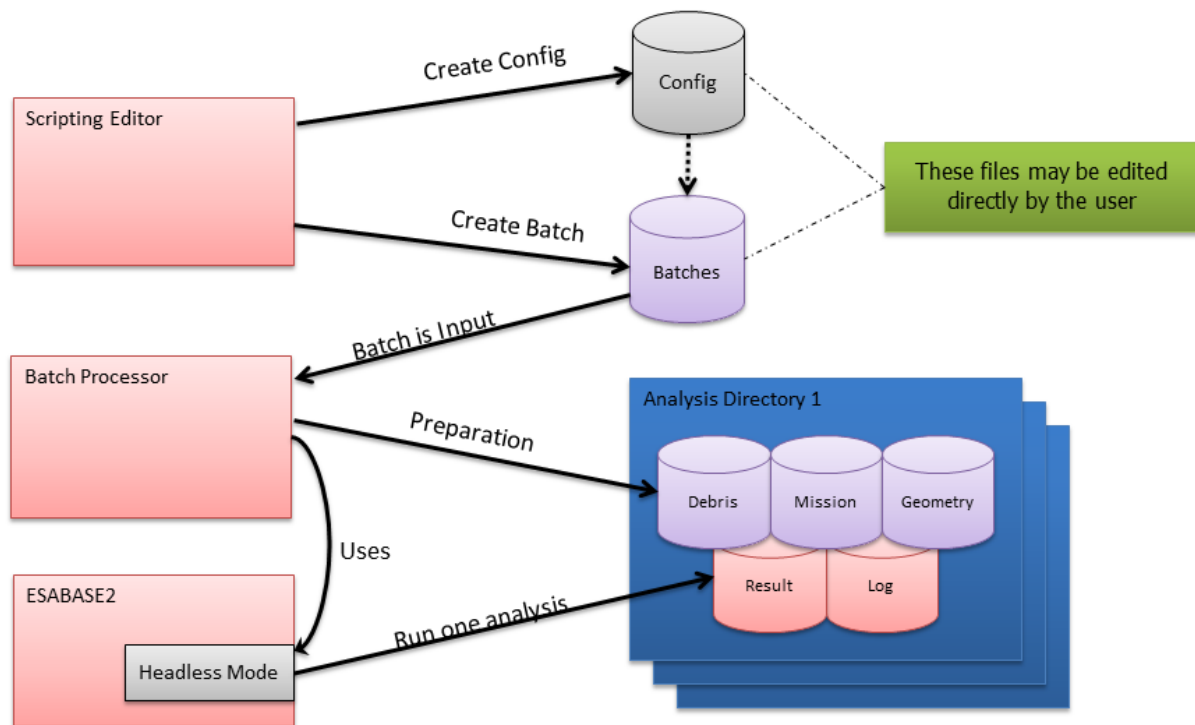 Create Config
Config
Scripting Editor
These files may be edited
directly by the user
Create Batch
Batches
Batch is Input
Batch Processor
Analysis Directory 1
Preparation
Debris
Mission
Geometry
Uses
ESABASE2
Result
Log
Run one analysis
Headless Mode